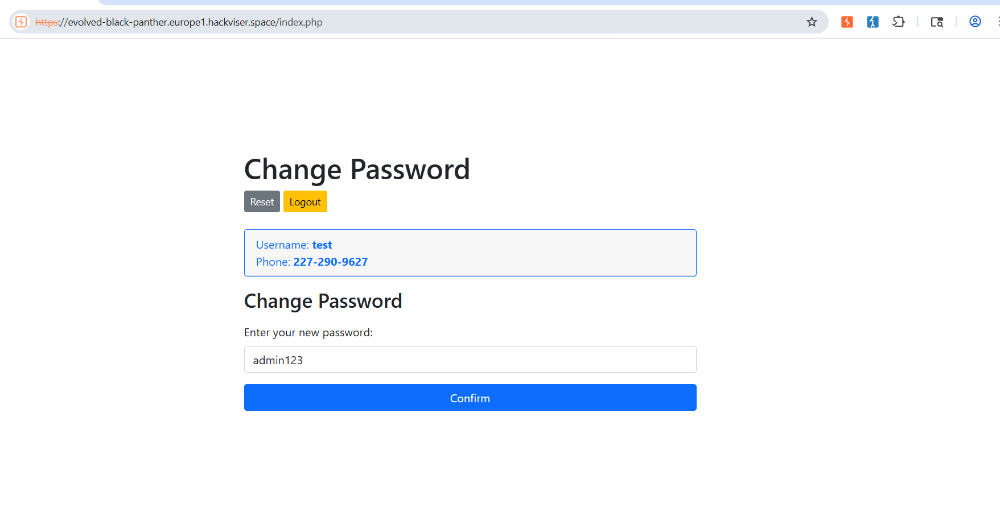 https://evolved-black-panther.europe1.hackviser.space/index.php
Change Password
Reset Logout
Username: test
Phone: 227-290-9627
Change Password
Enter your new password:
admin123
Confirm